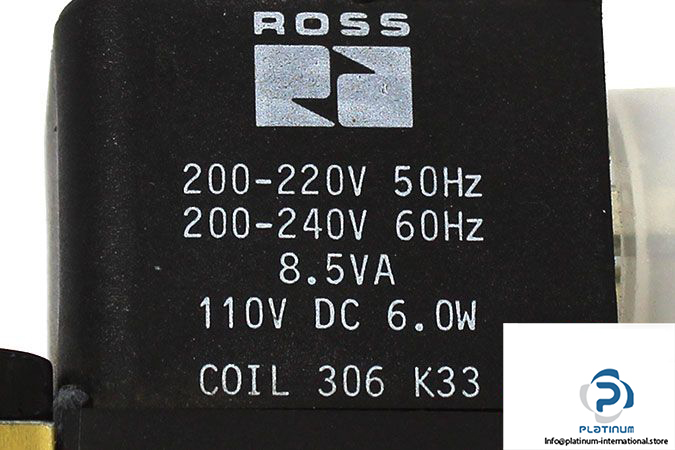 ROSS
200-220V 50Hz
200-240V 60Hz
8.5VA
110V DC 6.0W
COIL 306 K33
PLATINUM
Info@platinum-international.store